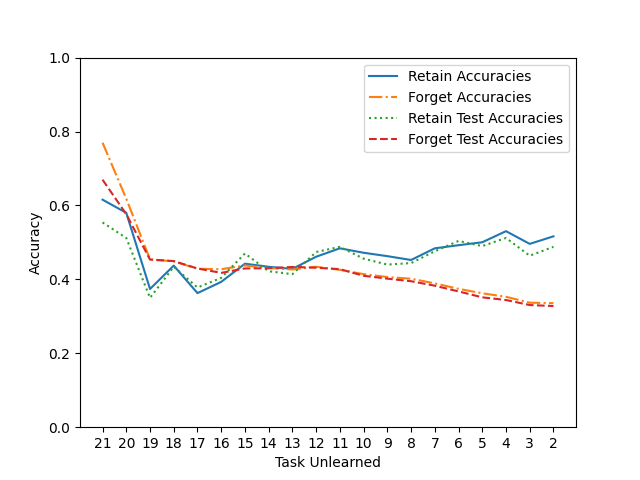 1.0
0.8
0.6
0.4
0.2
0.0
Accuracy
Retain Accuracies
Forget Accuracies
Retain Test Accuracies
Forget Test Accuracies
21 20 19 18 17 16 15 14 13 12 11 10 9 8 7 6 5 4 3 2
Task Unlearned